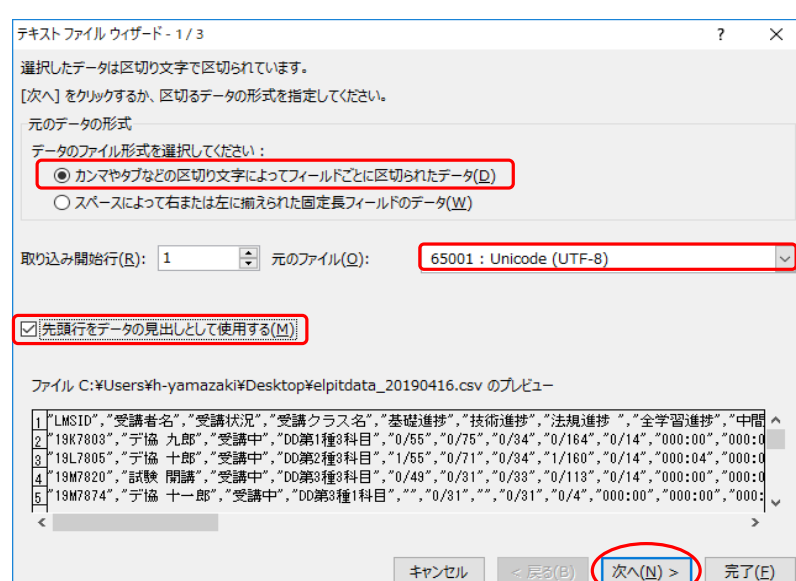 テキスト ファイル ウィザード - 1 / 3 ? ×
選択したデータは区切り文字で区切られています。
[次へ] をクリックするか、区切るデータの形式を指定してください。
元のデータの形式
データのファイル形式を選択してください：
カンマやタブなどの区切り文字によってフィールドごとに区切られたデータ(D)
スペースによって右または左に揃えられた固定長フィールドのデータ(W)
取り込み開始行(R): 1 元のファイル(O): 65001 : Unicode (UTF-8)
先頭行をデータの見出しとして使用する(M)
ファイル C:¥Users¥h-yamazaki¥Desktop¥elpitdata_20190416.csv のプレビュー
1 "LMSID","受講者名","受講状況","受講クラス名","基礎進捗","技術進捗","法規進捗 ","全学習進捗","中間
2 "19K7803","デ協 九郎","受講中","DD第1種3科目","0/55","0/75","0/34","0/164","0/14","000:00","000:0
3 "19L7805","デ協 十郎","受講中","DD第2種3科目","1/55","0/71","0/34","1/160","0/14","000:04","000:0
4 "19M7820","試験 開講","受講中","DD第3種3科目","0/49","0/31","0/33","0/113","0/14","000:00","000:0
5 "19M7874","デ協 十一郎","受講中","DD第3種1科目","","0/31","","0/31","0/4","000:00","000:00","000:
キャンセル < 戻る(B) 次へ(N) > 完了(F)